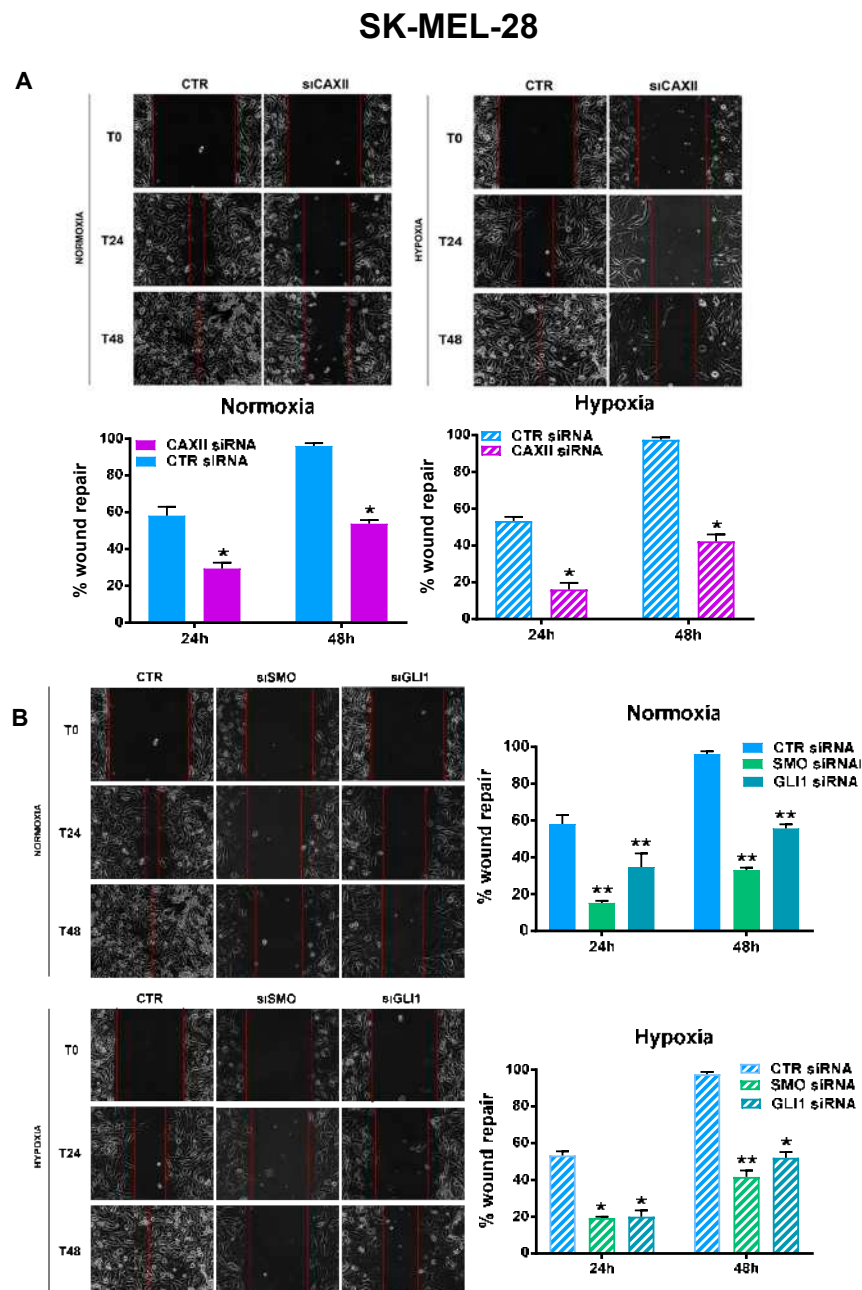 SK-MEL-28
A
CTR
siCAXII
CTR
siCAXII
T0
T0
NORMOXIA
T24
HYPOXIA
T24
T48
T48
Normoxia
Hypoxia
% wound repair
100
80
60
40
20
0
CAXII siRNA
CTR siRNA
*
*
24h
48h
% wound repair
100
80
60
40
20
0
CTR siRNA
CAXII siRNA
*
*
24h
48h
B
CTR
siSMO
siGLI1
T0
NORMOXIA
T24
T48
Normoxia
% wound repair
100
80
60
40
20
0
CTR siRNA
SMO siRNAi
GLI1 siRNA
**
**
**
**
24h
48h
CTR
siSMO
siGLI1
T0
HYPOXIA
T24
T48
Hypoxia
% wound repair
100
80
60
40
20
0
CTR siRNA
SMO siRNA
GLI1 siRNA
*
*
**
*
24h
48h